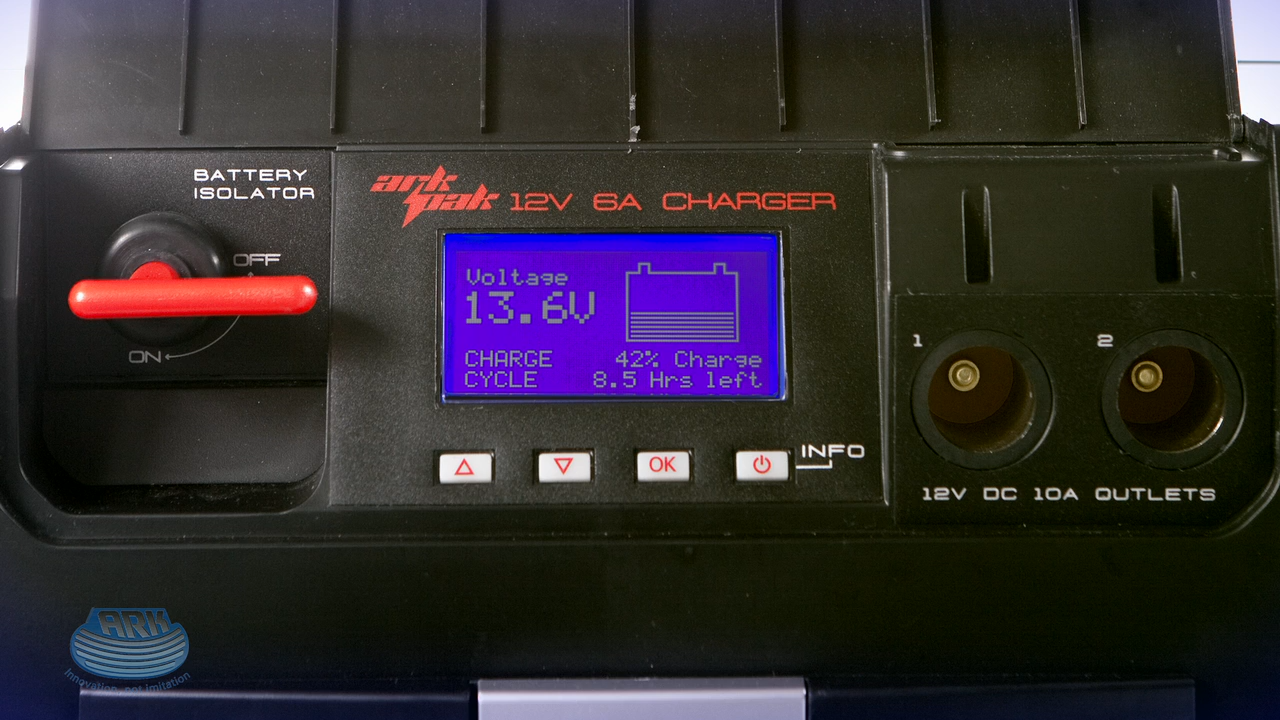 BATTERY
ISOLATOR
OFF
ON
ark
pak 12V 6A CHARGER
Voltage
13.6V
CHARGE 42% Charge
CYCLE 8.5 Hrs left
OK
INFO
1
2
12V DC 10A OUTLETS
ARK
Innovation, not imitation